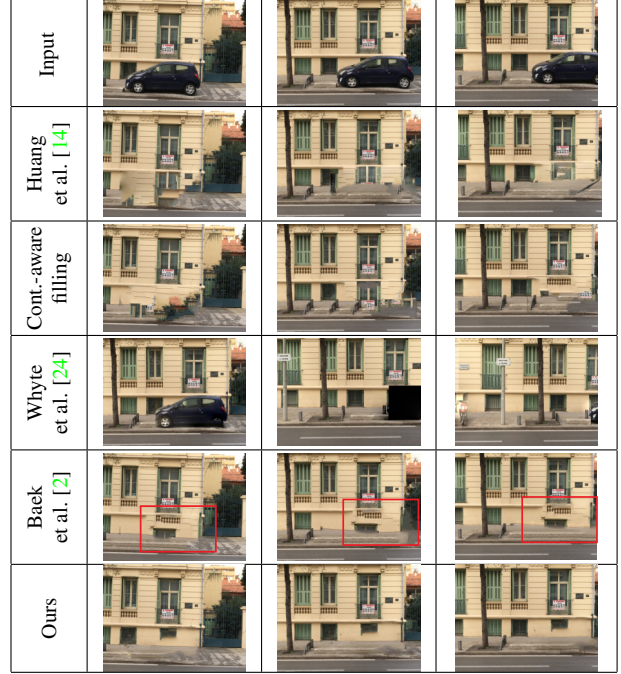 Input
Huang
et al. [14]
Cont.-aware
filling
Whyte
et al. [24]
Baek
et al. [2]
Ours